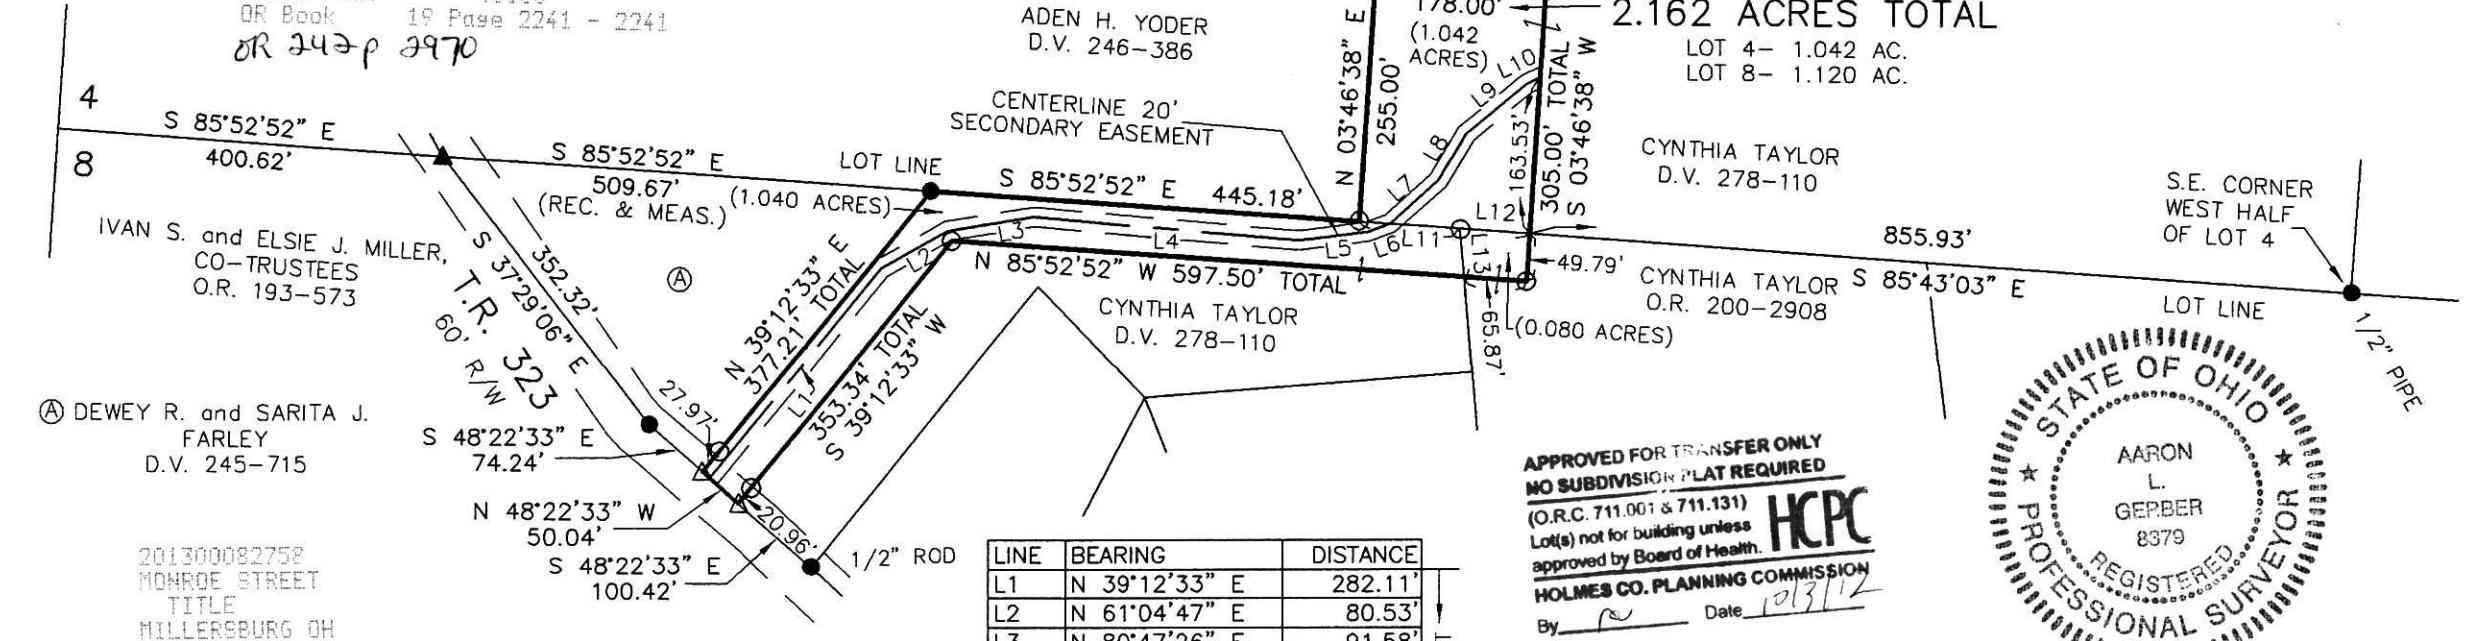 OR Book 19 Page 2241 - 2241
OR 242 p 2970
ADEN H. YODER
D.V. 246-386
178.00'
(1.042
ACRES)
2.162 ACRES TOTAL
LOT 4- 1.042 AC.
LOT 8- 1.120 AC.
4
8
S 85°52'52" E
400.62'
S 85°52'52" E
509.67'
(REC. & MEAS.)
LOT LINE
(1.040 ACRES)
CENTERLINE 20'
SECONDARY EASEMENT
S 85°52'52" E 445.18'
N 03°46'38" E
255.00'
L10
L9
L8
L7
163.53'
305.00' TOTAL
S 03°46'38" W
CYNTHIA TAYLOR
D.V. 278-110
S.E. CORNER
WEST HALF
OF LOT 4
IVAN S. and ELSIE J. MILLER,
CO-TRUSTEES
O.R. 193-573
S 37°29'06" E
352.32'
T.R. 323
60' R/W
Ⓐ
N 39°12'33" E
377.21' TOTAL
L1
L2
L3
L4
L5
L6
L11
L12
L13
N 85°52'52" W 597.50' TOTAL
353.34' TOTAL
S 39°12'33" W
CYNTHIA TAYLOR
D.V. 278-110
49.79'
65.87'
(0.080 ACRES)
CYNTHIA TAYLOR
O.R. 200-2908
855.93'
S 85°43'03" E
LOT LINE
1/2" PIPE
Ⓐ DEWEY R. and SARITA J.
FARLEY
D.V. 245-715
27.97'
S 48°22'33" E
74.24'
N 48°22'33" W
50.04'
20.96'
S 48°22'33" E
100.42'
1/2" ROD
201300082758
MONROE STREET
TITLE
MILLERSBURG OH
LINE BEARING DISTANCE
L1 N 39°12'33" E 282.11'
L2 N 61°04'47" E 80.53'
L3 N 80°47'26" E 91.58'
APPROVED FOR TRANSFER ONLY
NO SUBDIVISION PLAT REQUIRED
(O.R.C. 711.001 & 711.131)
Lot(s) not for building unless
approved by Board of Health.
HCPC
HOLMES CO. PLANNING COMMISSION
By Date 10/3/12
STATE OF OHIO
AARON
L.
GERBER
8379
REGISTERED
PROFESSIONAL SURVEYOR